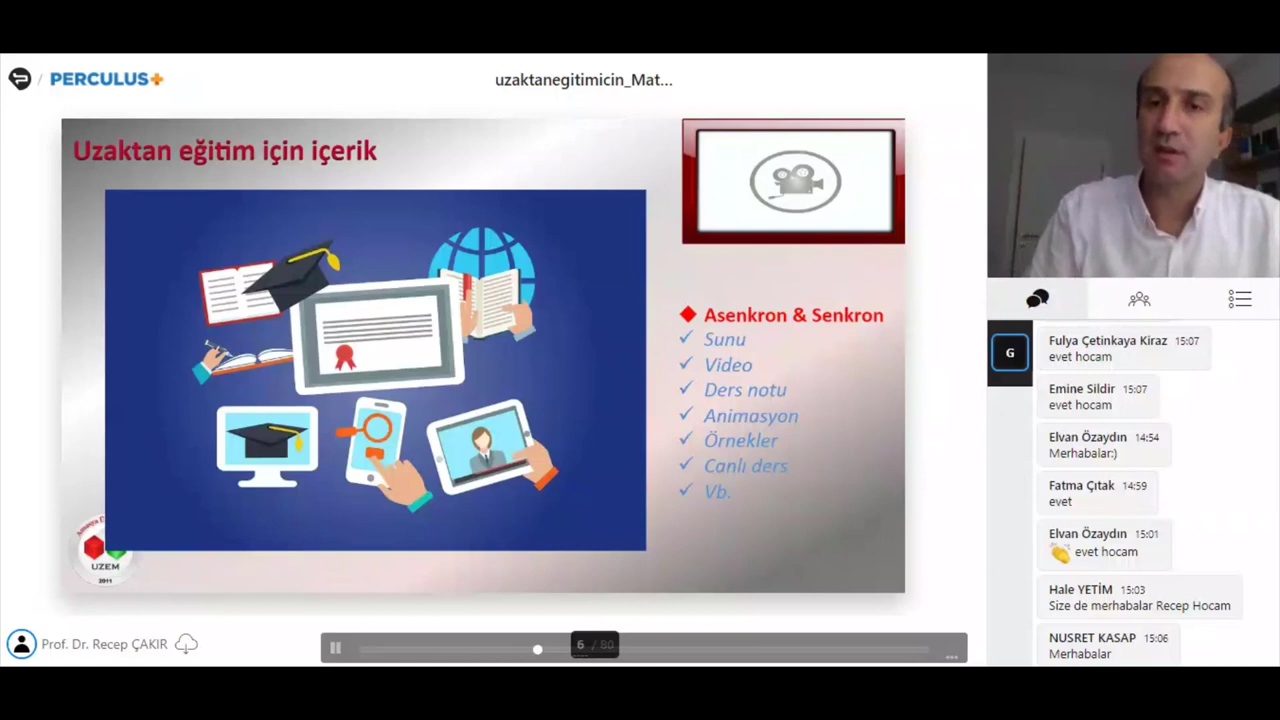 / PERCULUS+
uzaktanegitimicin_Mat...
Uzaktan eğitim için içerik
Asenkron & Senkron
Sunu
Video
Ders notu
Animasyon
Örnekler
Canlı ders
Vb.
UZEM
2011
Prof. Dr. Recep ÇAKIR
6 / 80
...
G
Fulya Çetinkaya Kiraz 15:07
evet hocam
Emine Sildir 15:07
evet hocam
Elvan Özaydın 14:54
Merhabalar:)
Fatma Çıtak 14:59
evet
Elvan Özaydın 15:01
evet hocam
Hale YETİM 15:03
Size de merhabalar Recep Hocam
NUSRET KASAP 15:06
Merhabalar